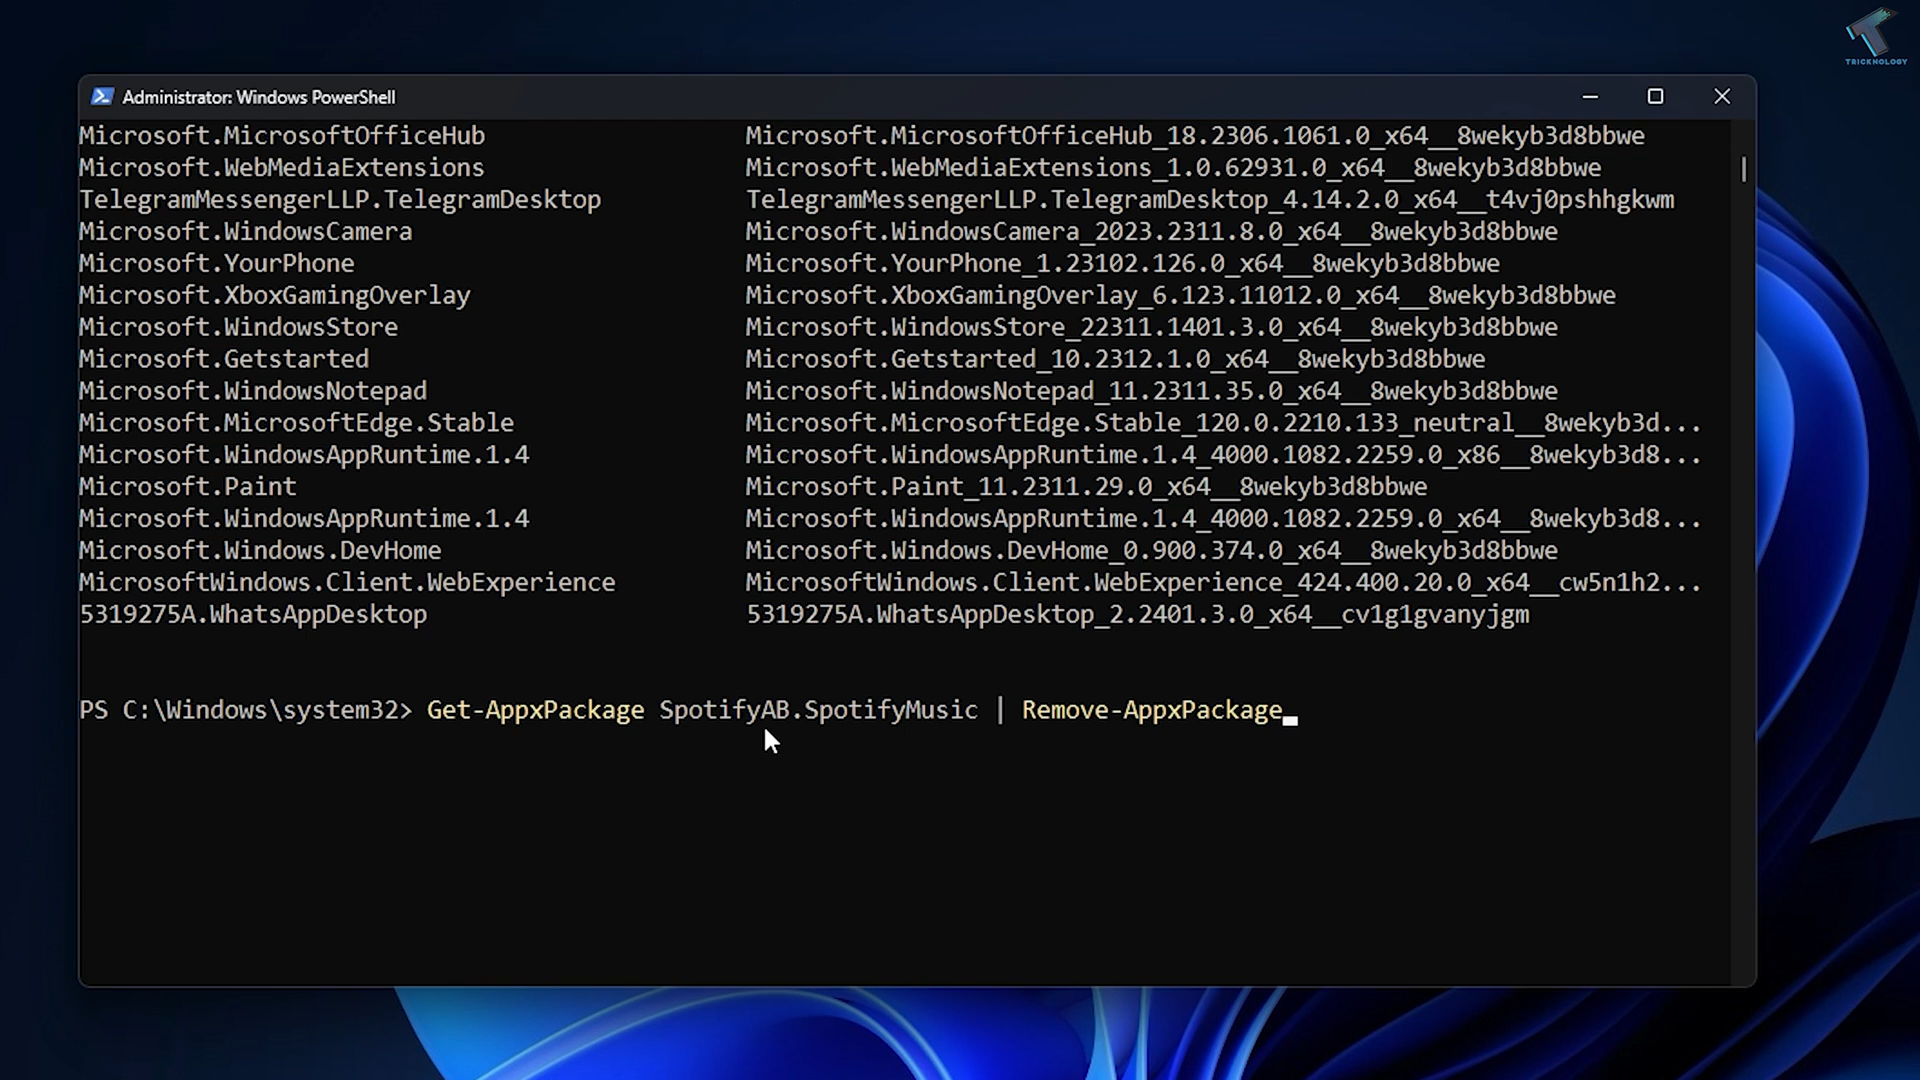 TRICKNOLOGY
Administrator: Windows PowerShell
Microsoft.MicrosoftOfficeHub Microsoft.MicrosoftOfficeHub_18.2306.1061.0_x64__8wekyb3d8bbwe
Microsoft.WebMediaExtensions Microsoft.WebMediaExtensions_1.0.62931.0_x64__8wekyb3d8bbwe
TelegramMessengerLLP.TelegramDesktop TelegramMessengerLLP.TelegramDesktop_4.14.2.0_x64__t4vj0pshhgkwm
Microsoft.WindowsCamera Microsoft.WindowsCamera_2023.2311.8.0_x64__8wekyb3d8bbwe
Microsoft.YourPhone Microsoft.YourPhone_1.23102.126.0_x64__8wekyb3d8bbwe
Microsoft.XboxGamingOverlay Microsoft.XboxGamingOverlay_6.123.11012.0_x64__8wekyb3d8bbwe
Microsoft.WindowsStore Microsoft.WindowsStore_22311.1401.3.0_x64__8wekyb3d8bbwe
Microsoft.Getstarted Microsoft.Getstarted_10.2312.1.0_x64__8wekyb3d8bbwe
Microsoft.WindowsNotepad Microsoft.WindowsNotepad_11.2311.35.0_x64__8wekyb3d8bbwe
Microsoft.MicrosoftEdge.Stable Microsoft.MicrosoftEdge.Stable_120.0.2210.133_neutral__8wekyb3d...
Microsoft.WindowsAppRuntime.1.4 Microsoft.WindowsAppRuntime.1.4_4000.1082.2259.0_x86__8wekyb3d8...
Microsoft.Paint Microsoft.Paint_11.2311.29.0_x64__8wekyb3d8bbwe
Microsoft.WindowsAppRuntime.1.4 Microsoft.WindowsAppRuntime.1.4_4000.1082.2259.0_x64__8wekyb3d8...
Microsoft.Windows.DevHome Microsoft.Windows.DevHome_0.900.374.0_x64__8wekyb3d8bbwe
MicrosoftWindows.Client.WebExperience MicrosoftWindows.Client.WebExperience_424.400.20.0_x64__cw5n1h2...
5319275A.WhatsAppDesktop 5319275A.WhatsAppDesktop_2.2401.3.0_x64__cv1g1gvanyjgm
PS C:\Windows\system32> Get-AppxPackage SpotifyAB.SpotifyMusic | Remove-AppxPackage